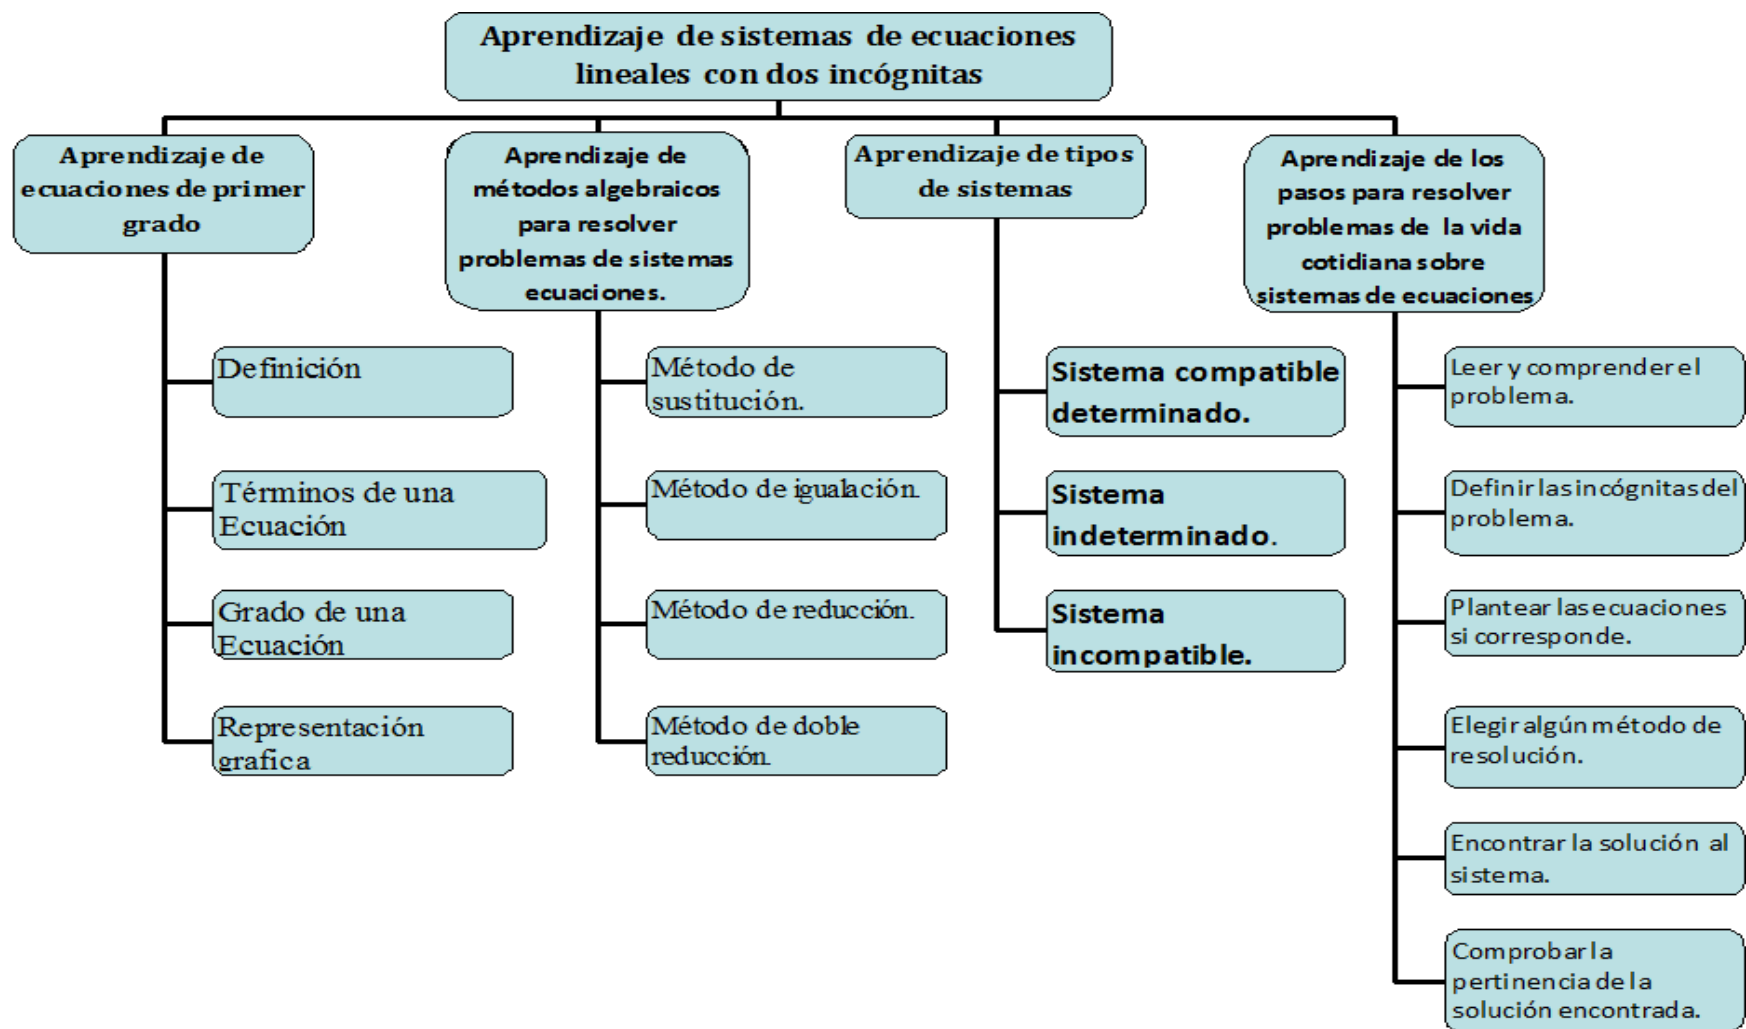 Aprendizaje de sistemas de ecuaciones
lineales con dos incógnitas
Aprendizaje de
ecuaciones de primer
grado
Definición
Términos de una
Ecuación
Grado de una
Ecuación
Representación
grafica
Aprendizaje de
métodos algebraicos
para resolver
problemas de sistemas
ecuaciones.
Método de
sustitución.
Método de igualación.
Método de reducción.
Método de doble
reducción.
Aprendizaje de tipos
de sistemas
Sistema compatible
determinado.
Sistema
indeterminado.
Sistema
incompatible.
Aprendizaje de los
pasos para resolver
problemas de la vida
cotidiana sobre
sistemas de ecuaciones
Leer y comprender el
problema.
Definir las incógnitas del
problema.
Plantear las ecuaciones
si corresponde.
Elegir algún método de
resolución.
Encontrar la solución al
sistema.
Comprobar la
pertinencia de la
solución encontrada.